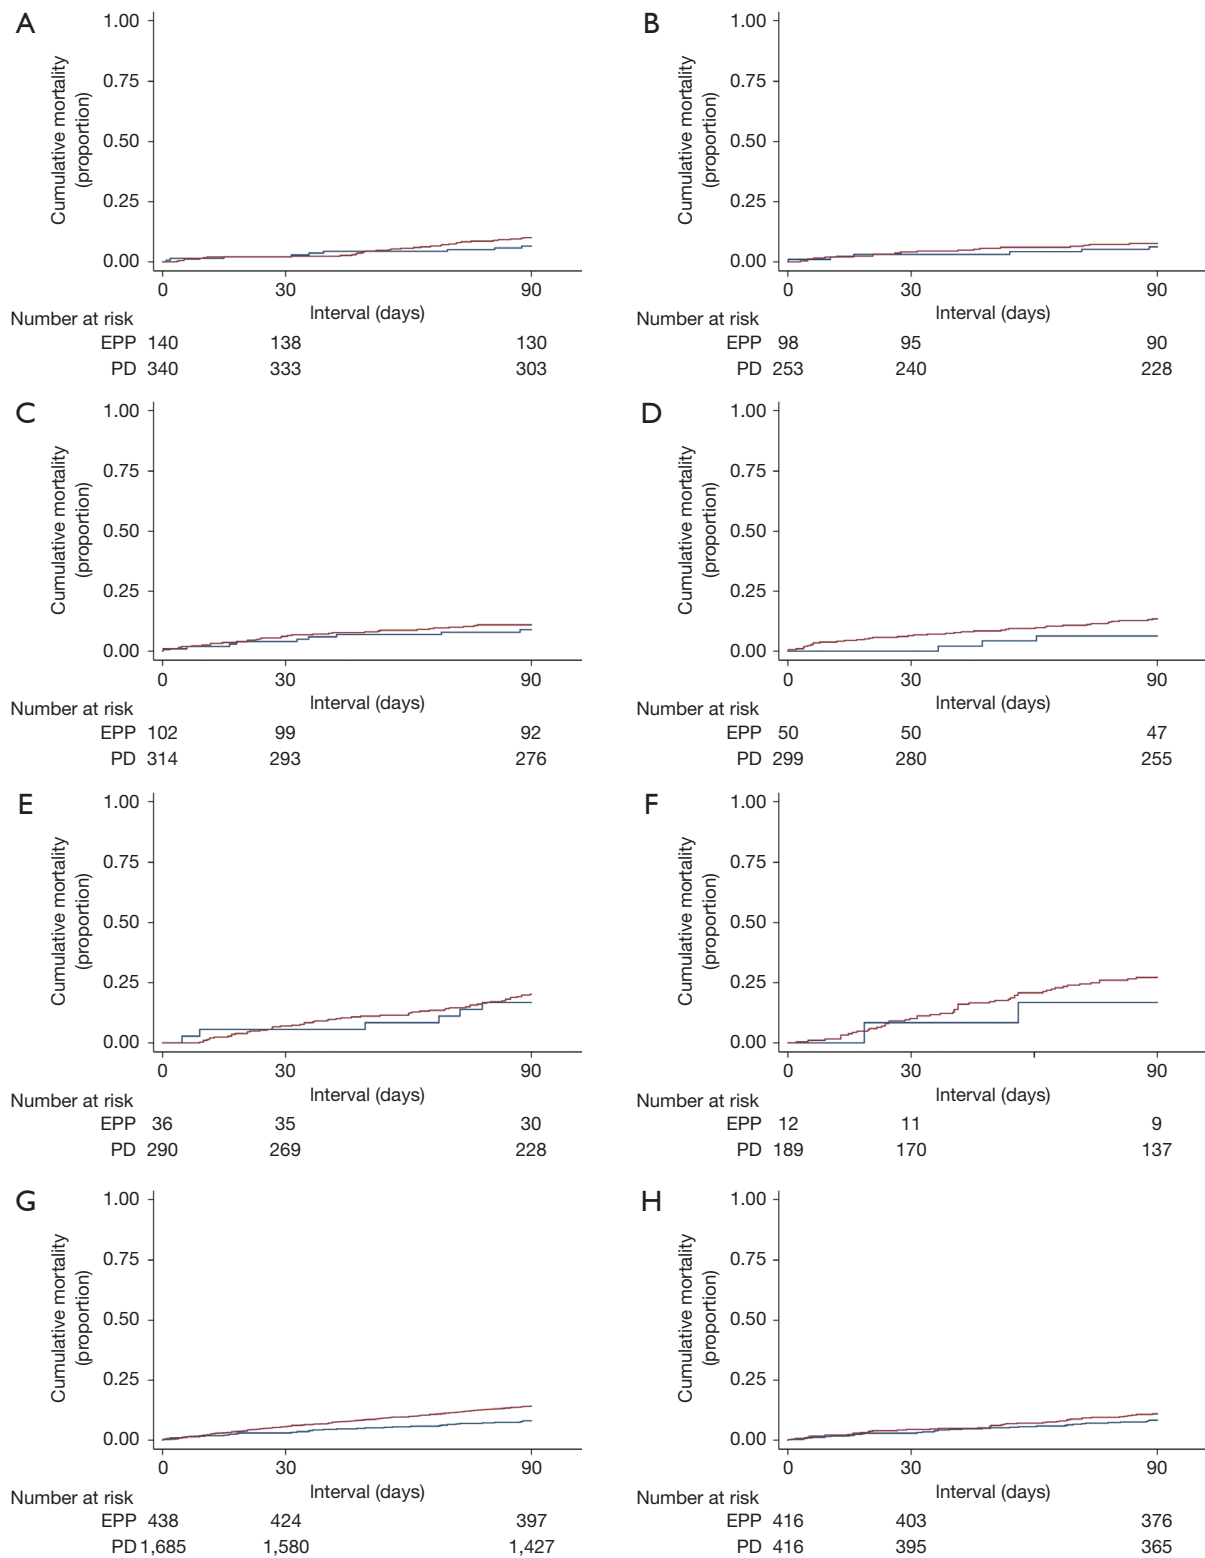 A
1.00
0.75
0.50
0.25
0.00
Cumulative mortality
(proportion)
0 30 90
Interval (days)
Number at risk
EPP 140 138 130
PD 340 333 303
B
1.00
0.75
0.50
0.25
0.00
Cumulative mortality
(proportion)
0 30 90
Interval (days)
Number at risk
EPP 98 95 90
PD 253 240 228
C
1.00
0.75
0.50
0.25
0.00
Cumulative mortality
(proportion)
0 30 90
Interval (days)
Number at risk
EPP 102 99 92
PD 314 293 276
D
1.00
0.75
0.50
0.25
0.00
Cumulative mortality
(proportion)
0 30 90
Interval (days)
Number at risk
EPP 50 50 47
PD 299 280 255
E
1.00
0.75
0.50
0.25
0.00
Cumulative mortality
(proportion)
0 30 90
Interval (days)
Number at risk
EPP 36 35 30
PD 290 269 228
F
1.00
0.75
0.50
0.25
0.00
Cumulative mortality
(proportion)
0 30 90
Interval (days)
Number at risk
EPP 12 11 9
PD 189 170 137
G
1.00
0.75
0.50
0.25
0.00
Cumulative mortality
(proportion)
0 30 90
Interval (days)
Number at risk
EPP 438 424 397
PD 1,685 1,580 1,427
H
1.00
0.75
0.50
0.25
0.00
Cumulative mortality
(proportion)
0 30 90
Interval (days)
Number at risk
EPP 416 403 376
PD 416 395 365